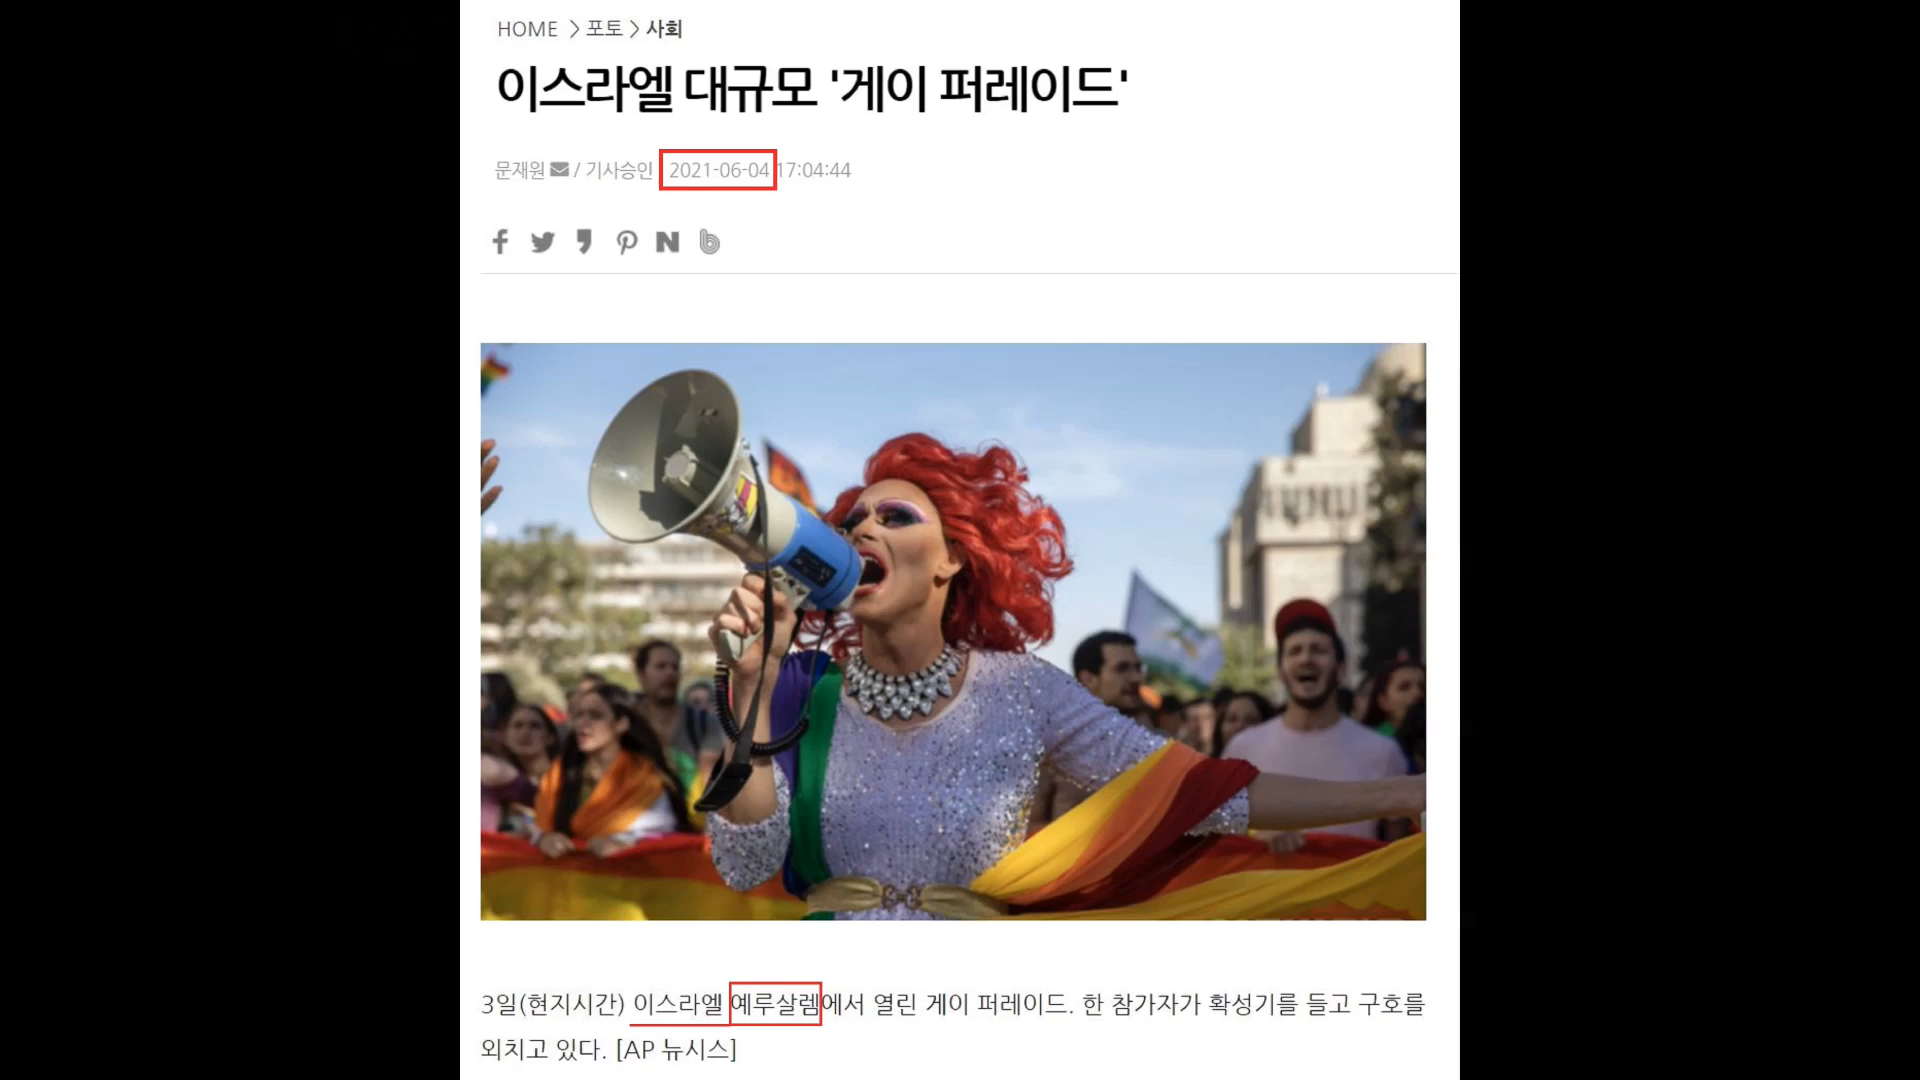 HOME > 포토 > 사회
이스라엘 대규모 '게이 퍼레이드'
문재원 / 기사승인 2021-06-04 17:04:44
3일(현지시간) 이스라엘 예루살렘에서 열린 게이 퍼레이드. 한 참가자가 확성기를 들고 구호를
외치고 있다. [AP 뉴시스]